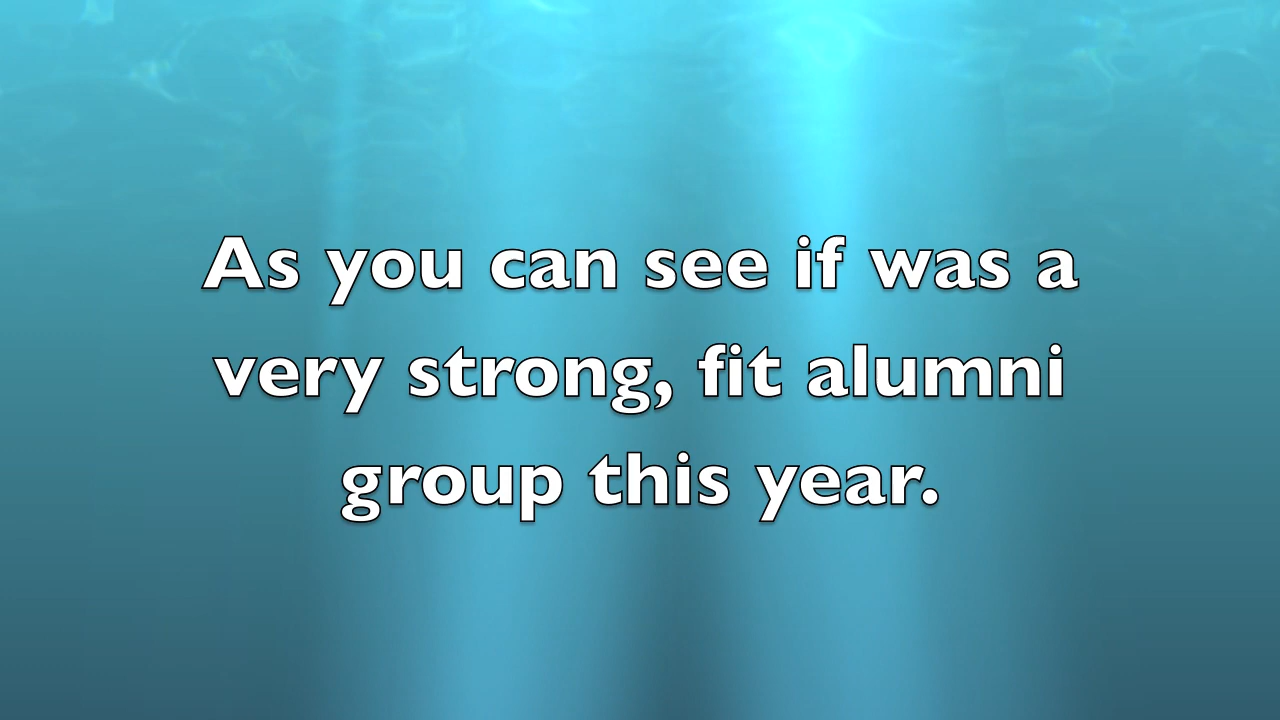 As you can see if was a
very strong, fit alumni
group this year.